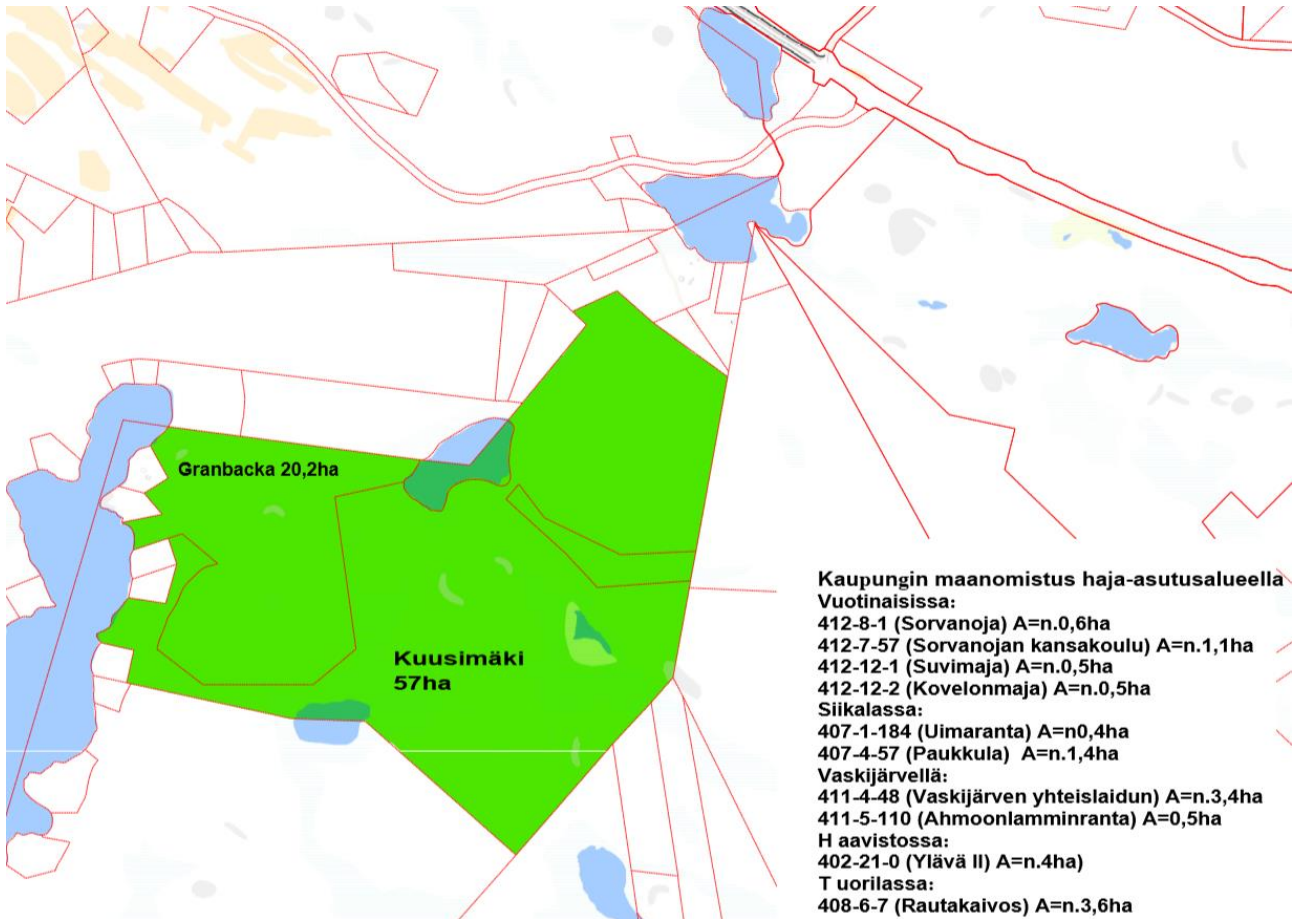 Granbacka 20,2ha
Kuusimäki
57ha
Kaupungin maanomistus haja-asutusalueella
Vuotinaisissa:
412-8-1 (Sorvanoja) A=n.0,6ha
412-7-57 (Sorvanojan kansakoulu) A=n.1,1ha
412-12-1 (Suvimaja) A=n.0,5ha
412-12-2 (Kovelonmaja) A=n.0,5ha
Siikalassa:
407-1-184 (Uimaranta) A=n0,4ha
407-4-57 (Paukkula) A=n.1,4ha
Vaskijärvellä:
411-4-48 (Vaskijärven yhteislaidun) A=n.3,4ha
411-5-110 (Ahmoonlamminranta) A=0,5ha
H aavistossa:
402-21-0 (Ylävä II) A=n.4ha)
T uorilassa:
408-6-7 (Rautakaivos) A=n.3,6ha